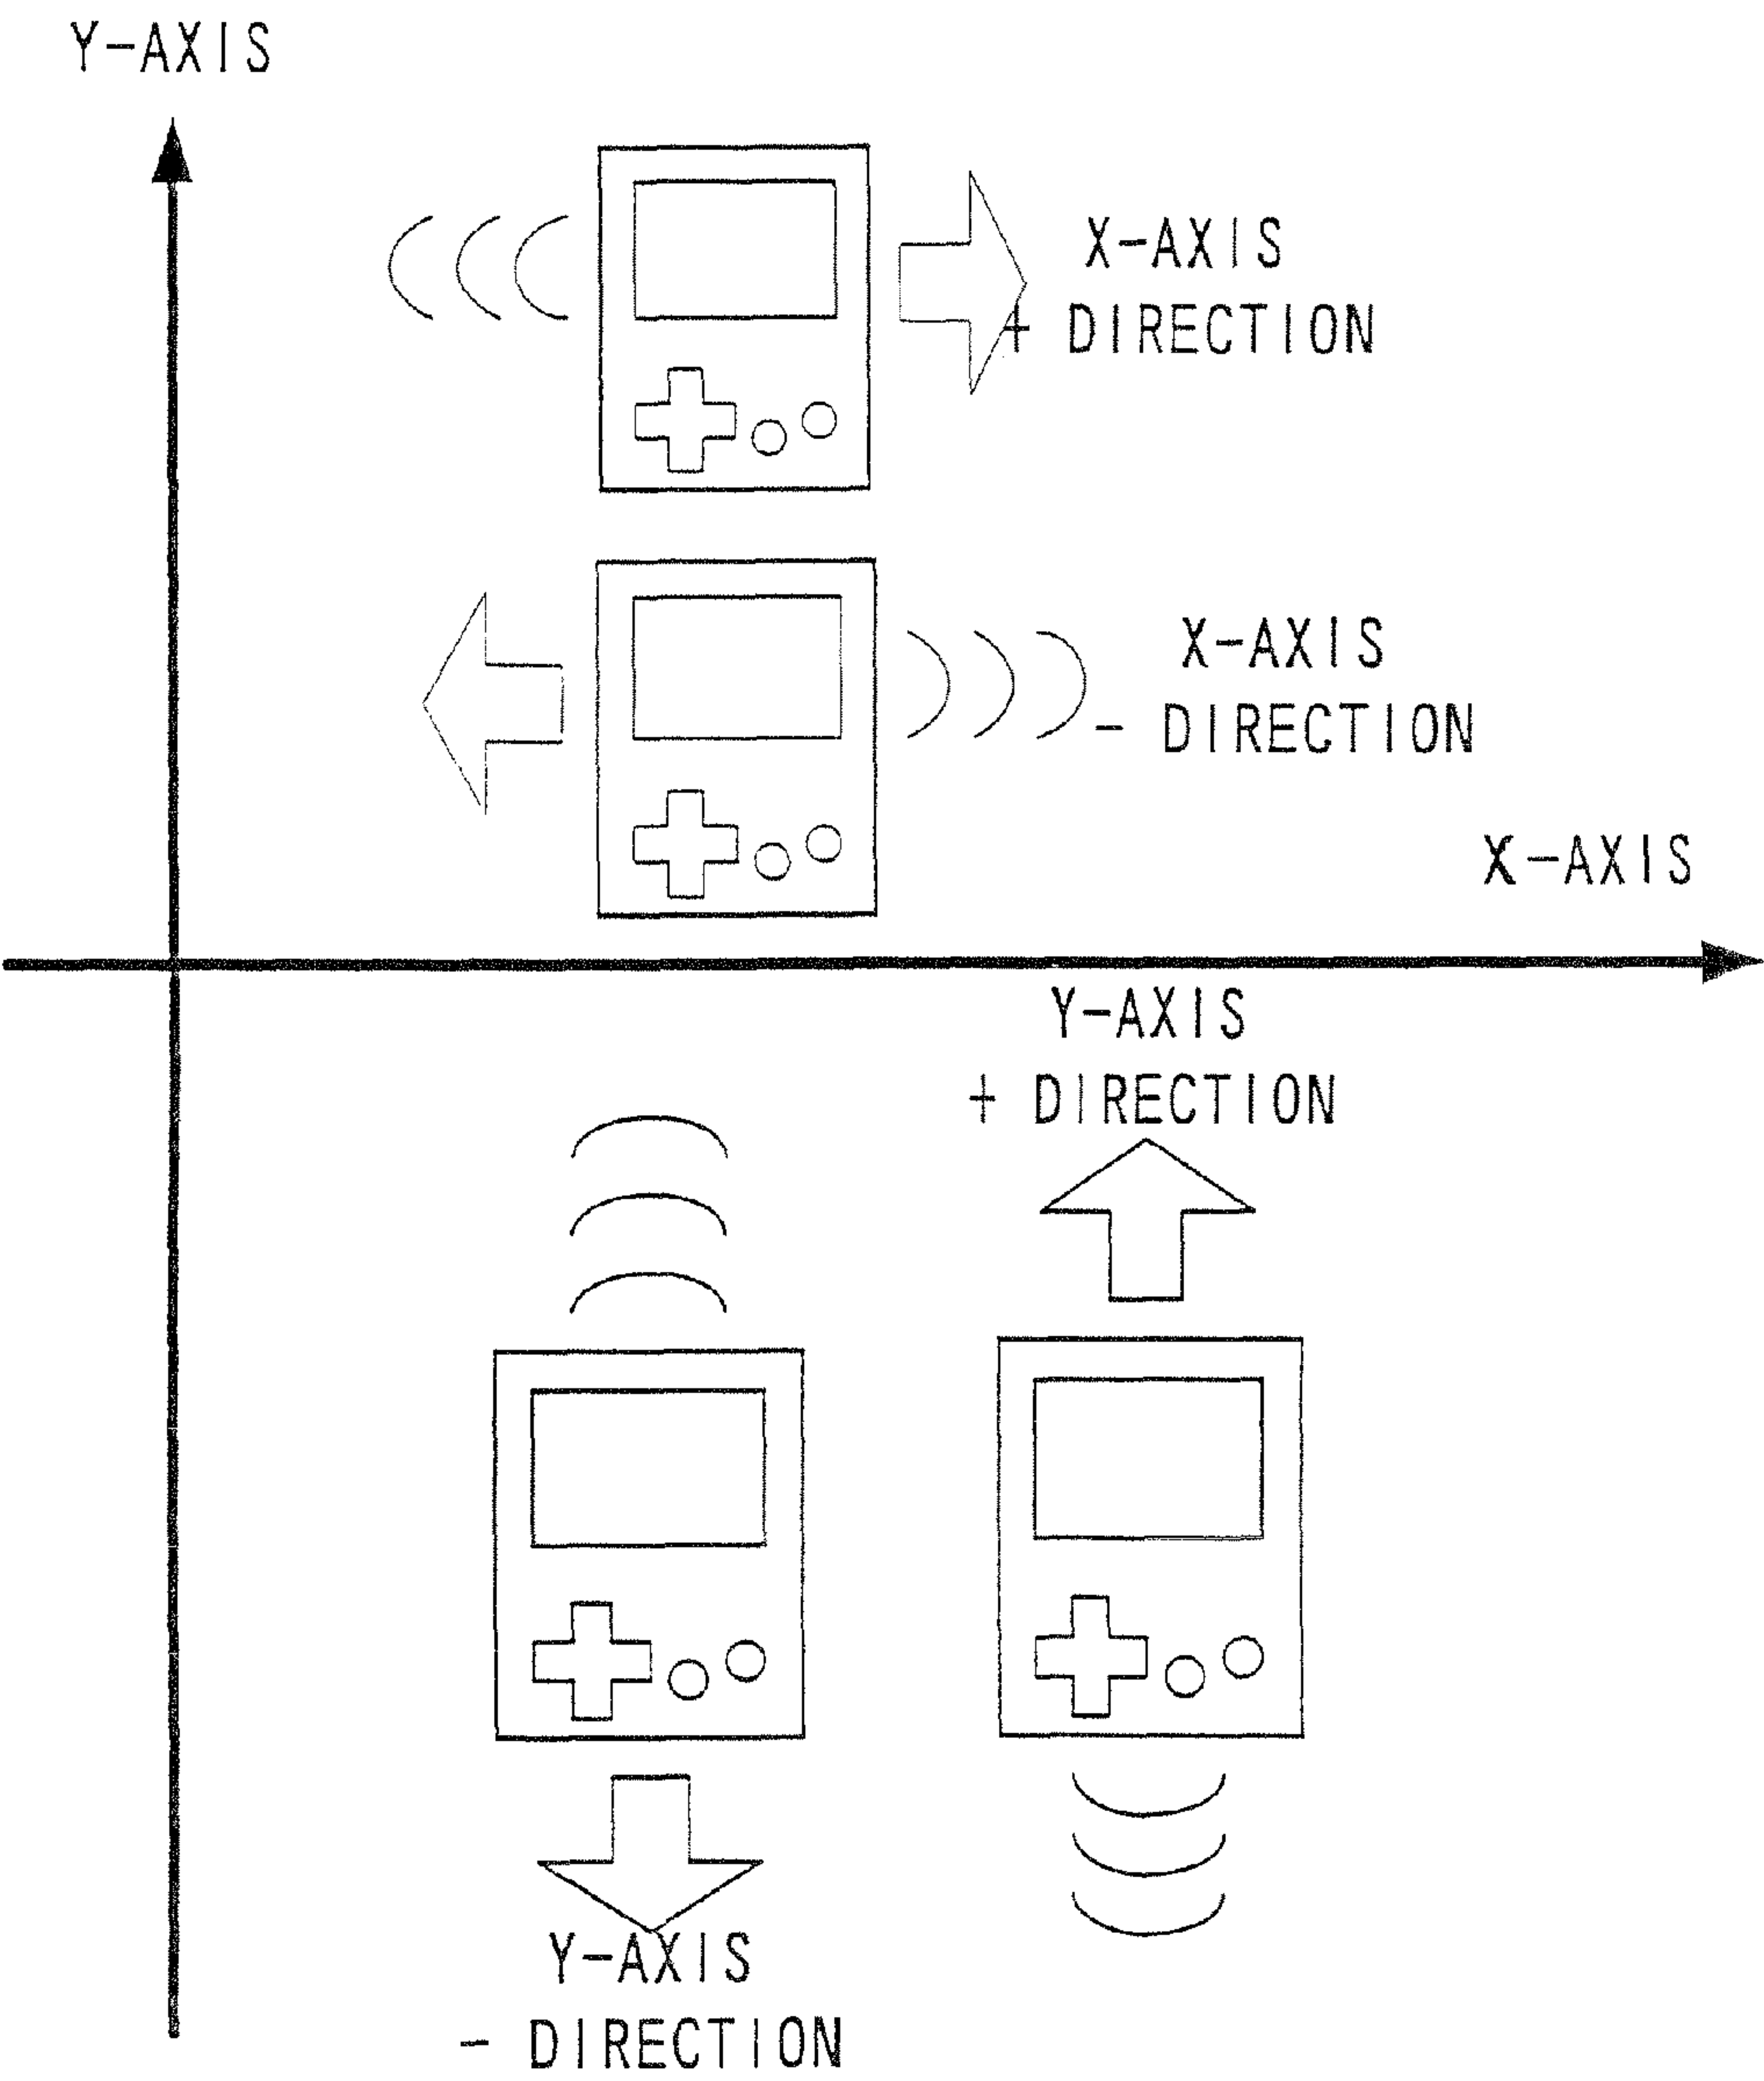 Y-AXIS
X-AXIS
+ DIRECTION
X-AXIS
- DIRECTION
X-AXIS
Y-AXIS
+ DIRECTION
Y-AXIS
- DIRECTION